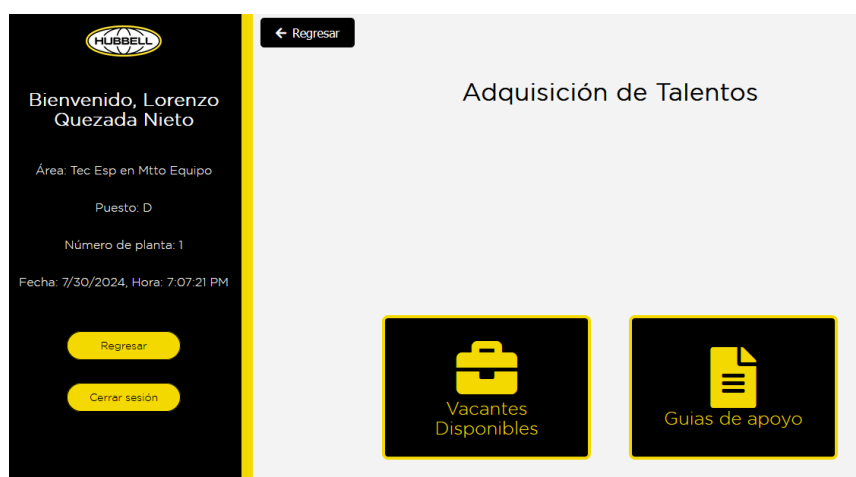 HUBBELL
Bienvenido, Lorenzo
Quezada Nieto
Área: Tec Esp en Mtto Equipo
Puesto: D
Número de planta: 1
Fecha: 7/30/2024, Hora: 7:07:21 PM
Regresar
Cerrar sesión
Regresar
Adquisición de Talentos
Vacantes
Disponibles
Guias de apoyo